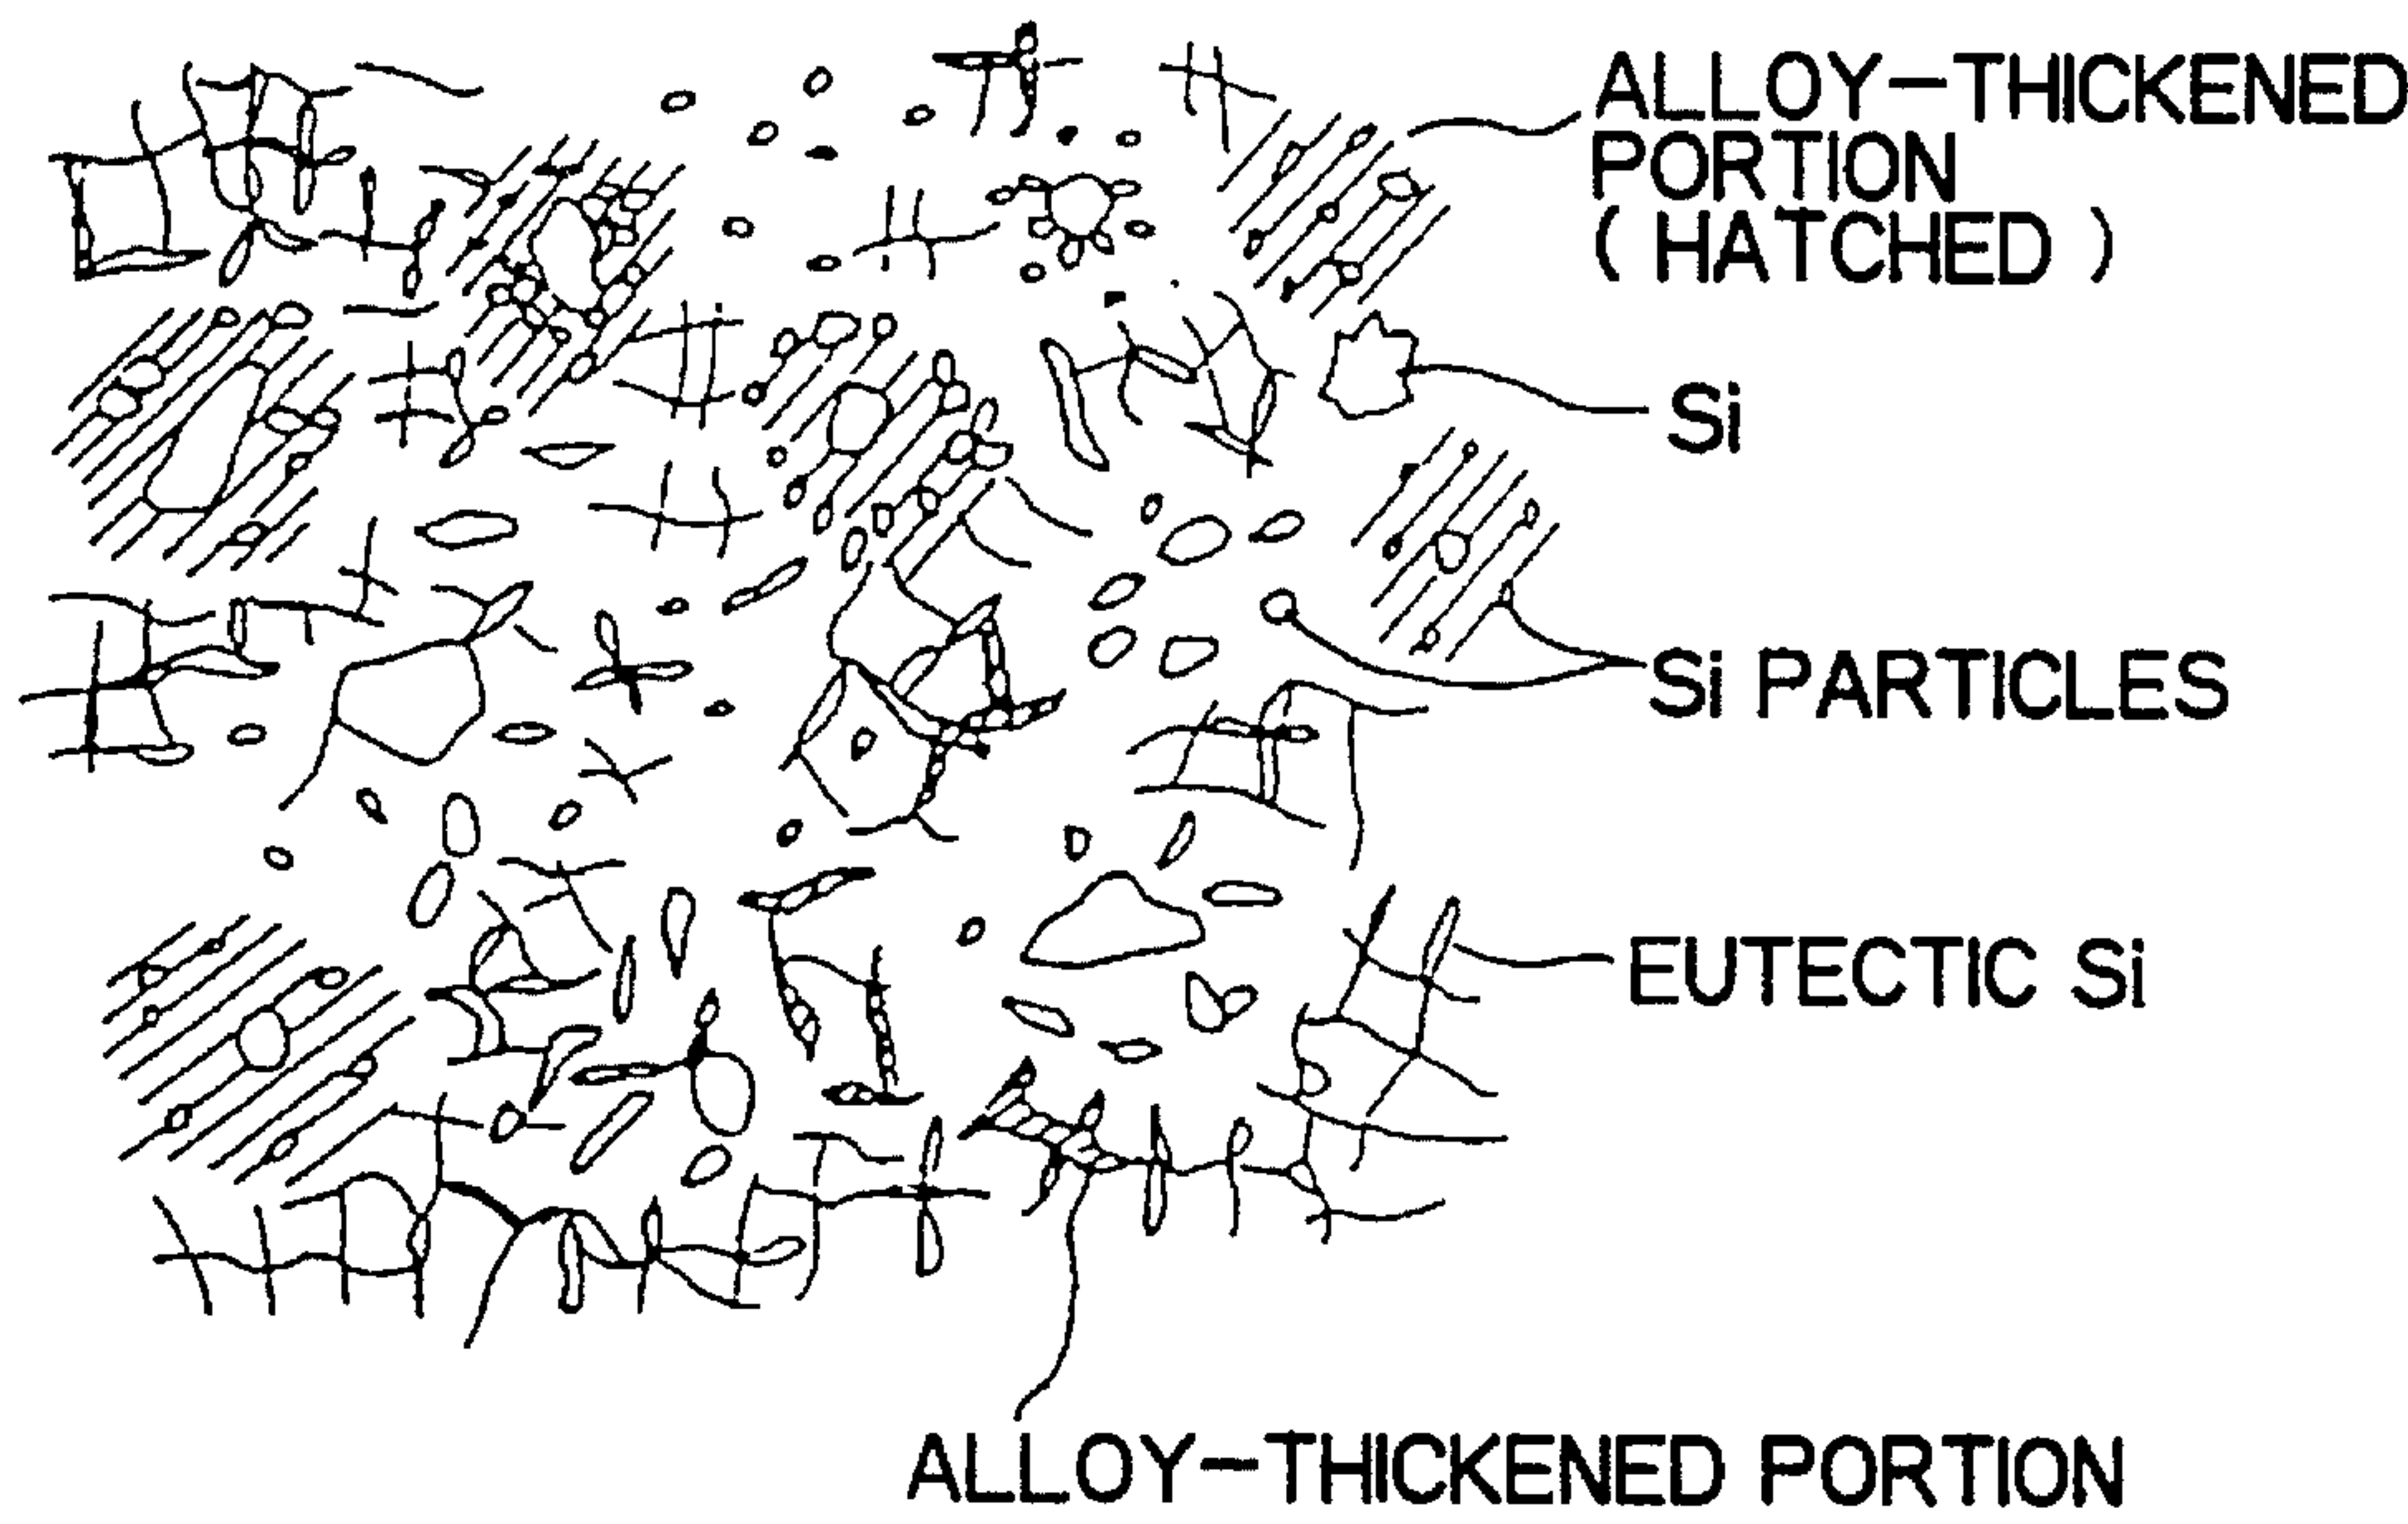 ALLOY-THICKENED
PORTION
( HATCHED )
Si
Si PARTICLES
EUTECTIC Si
ALLOY-THICKENED PORTION